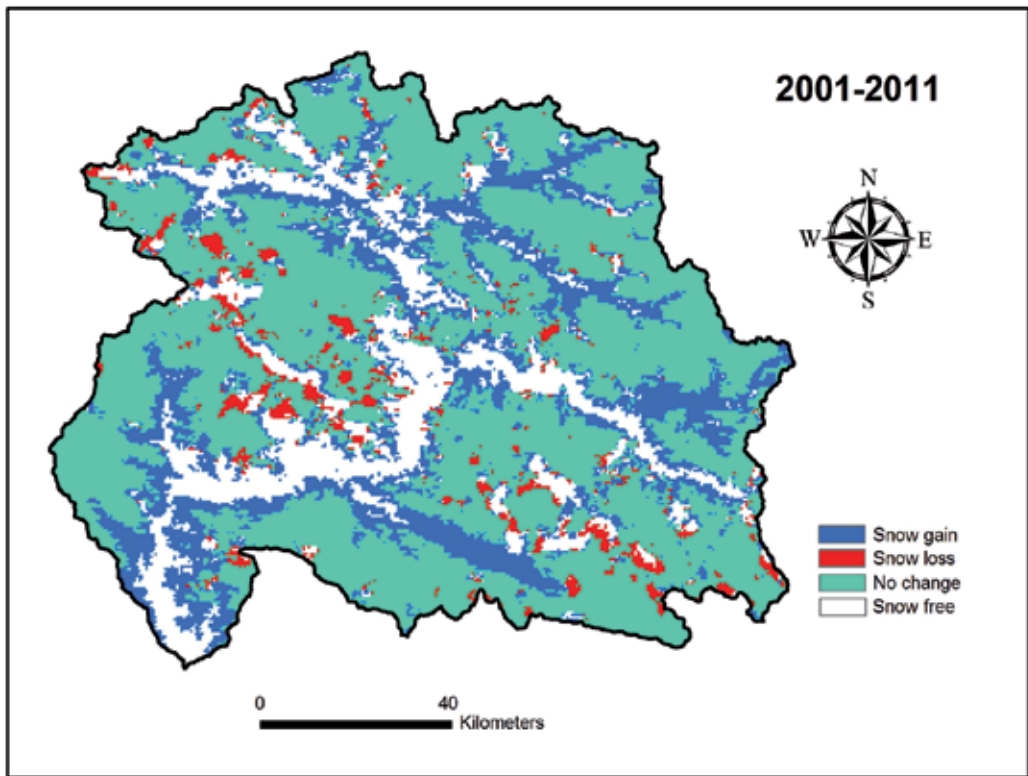 2001-2011
N
W E
S
Snow gain
Snow loss
No change
Snow free
0 40
Kilometers